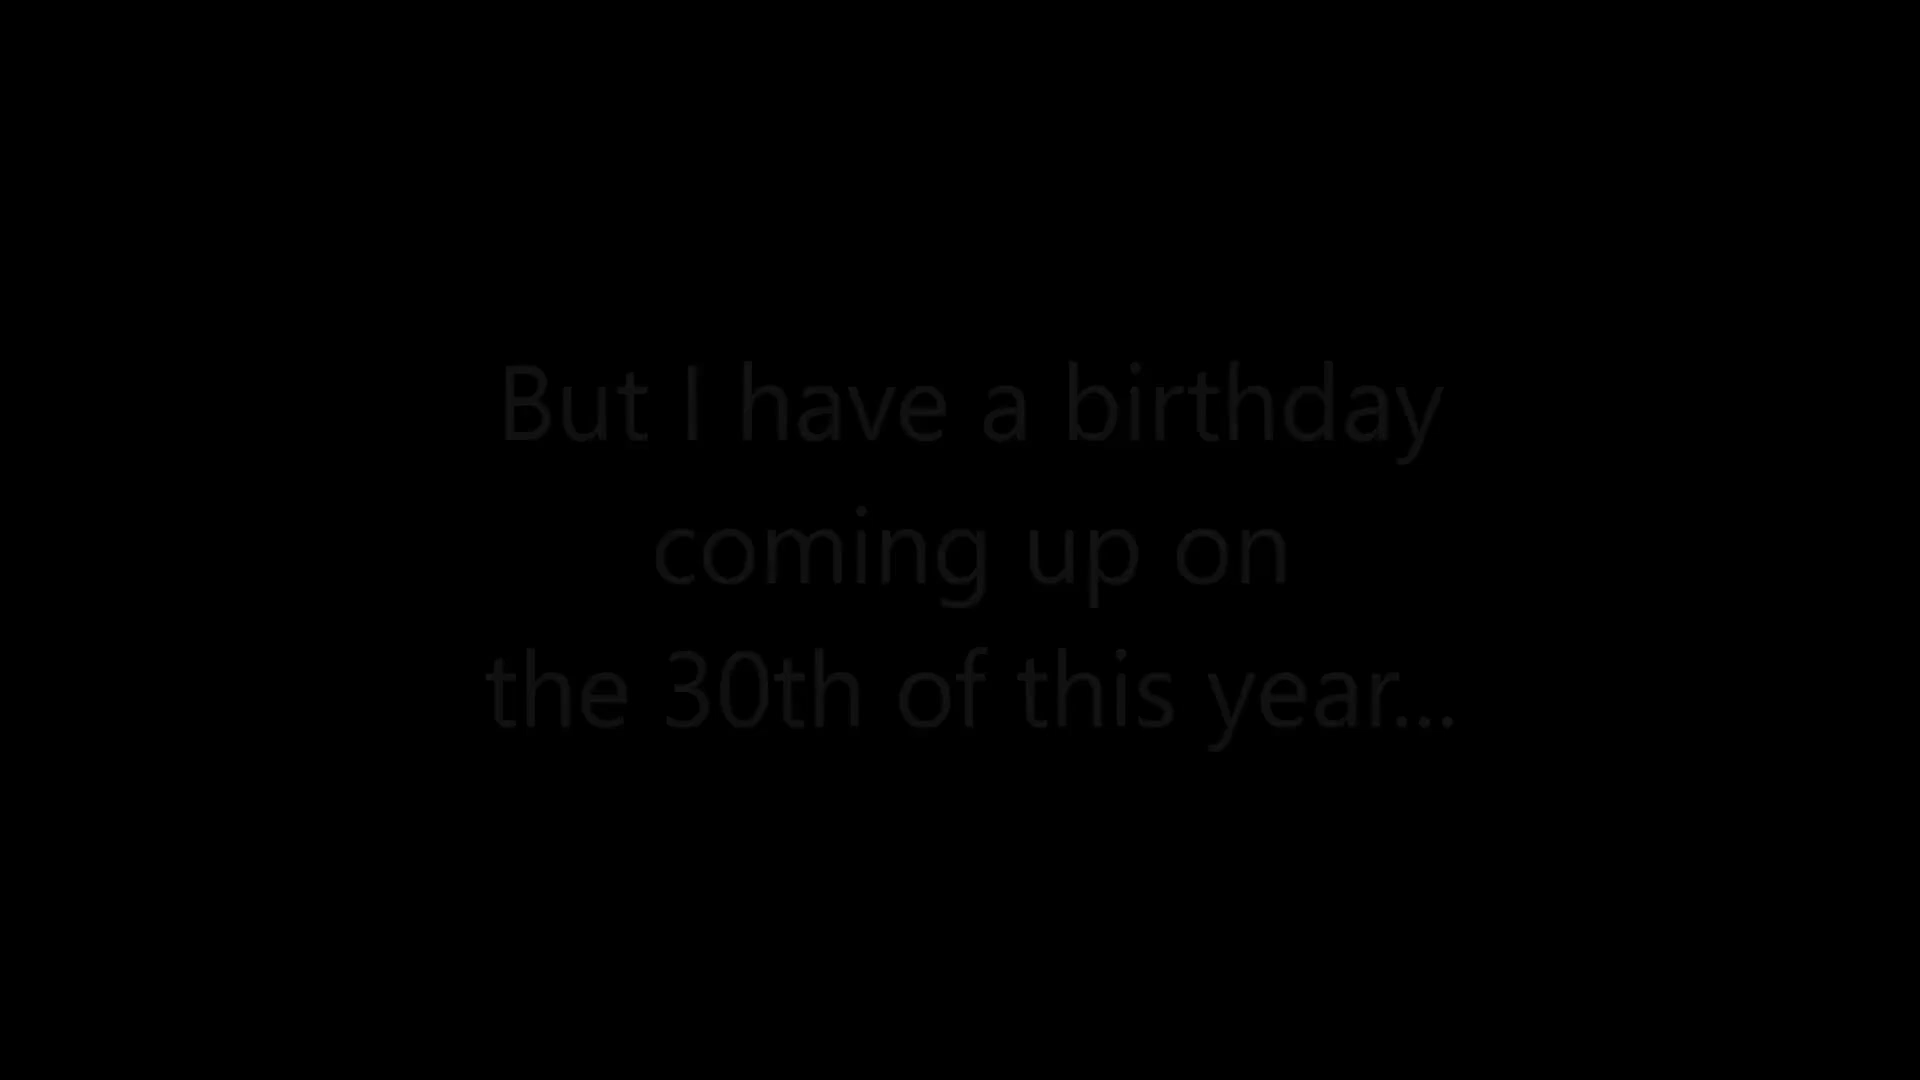 But I have a birthday
coming up on
the 30th of this year...